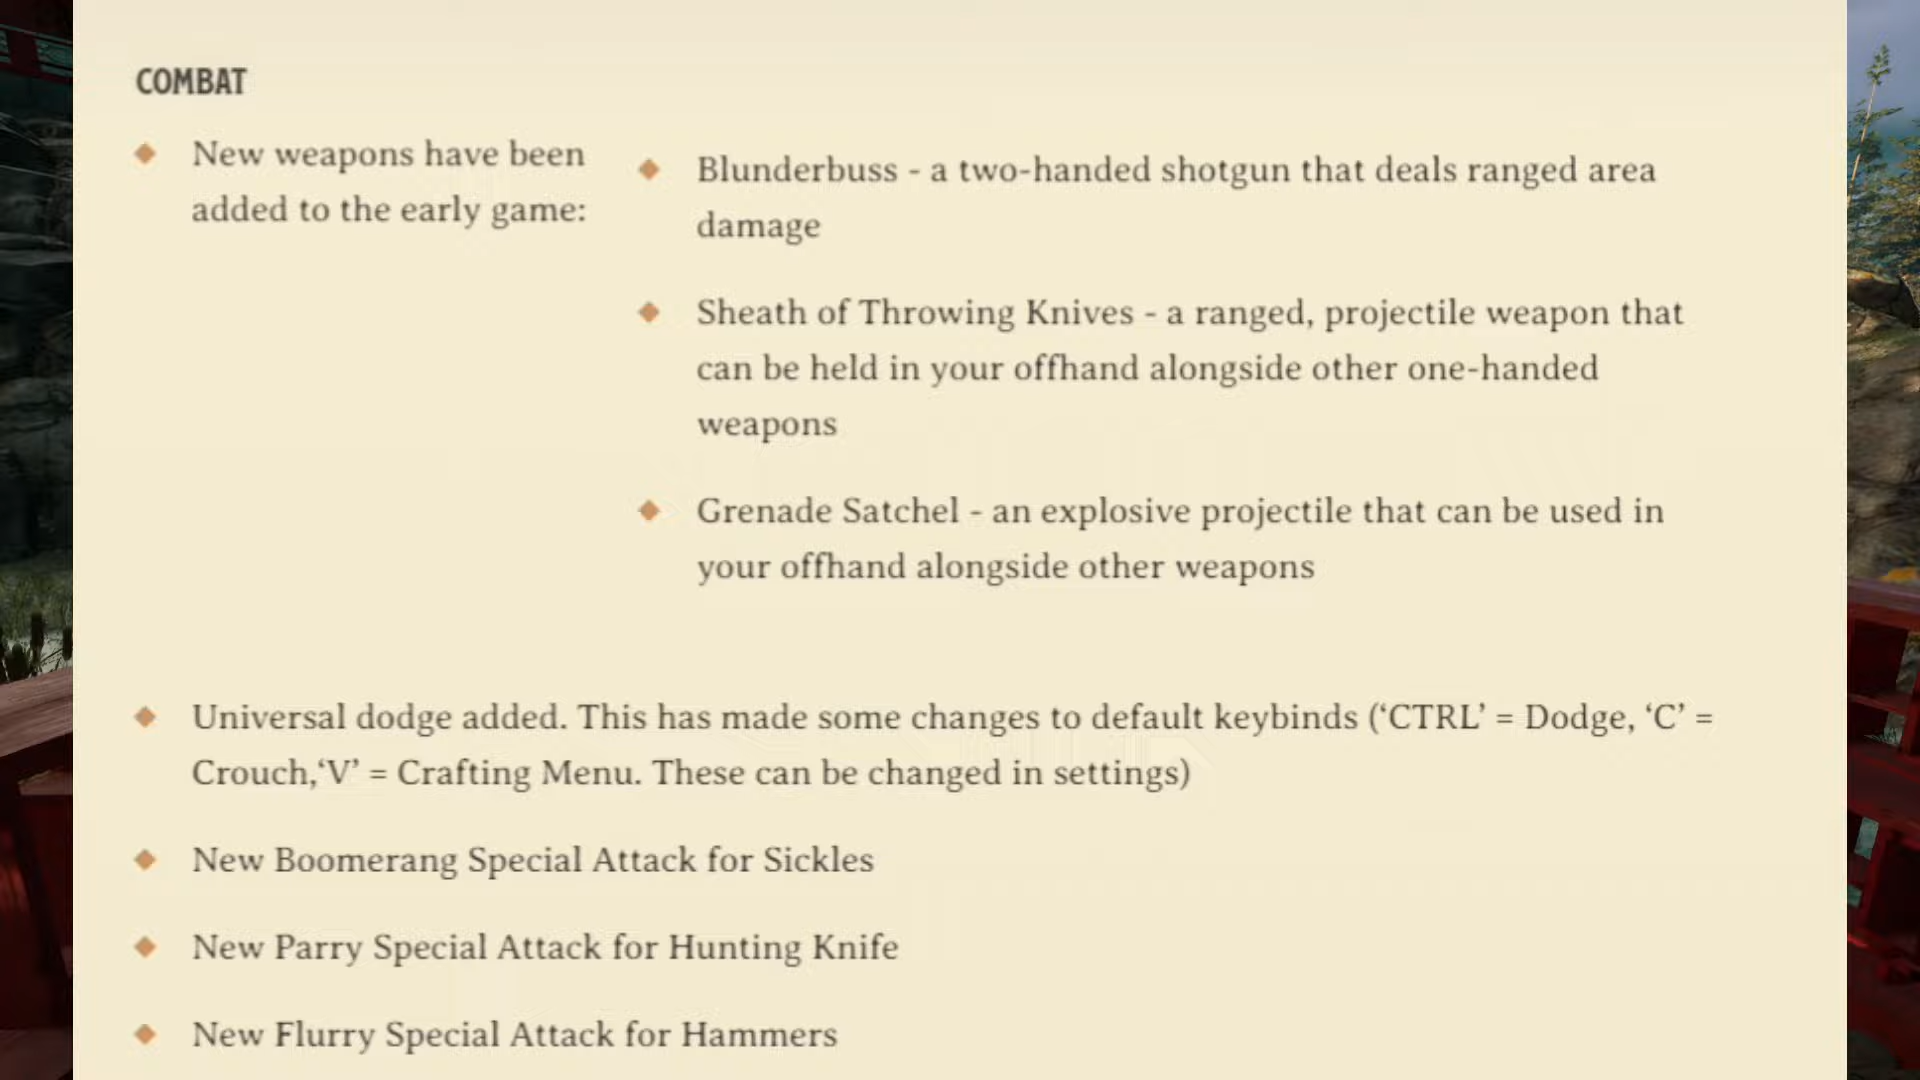 COMBAT
New weapons have been
added to the early game:
Blunderbuss - a two-handed shotgun that deals ranged area
damage
Sheath of Throwing Knives - a ranged, projectile weapon that
can be held in your offhand alongside other one-handed
weapons
Grenade Satchel - an explosive projectile that can be used in
your offhand alongside other weapons
Universal dodge added. This has made some changes to default keybinds (‘CTRL’ = Dodge, ‘C’ =
Crouch,‘V’ = Crafting Menu. These can be changed in settings)
New Boomerang Special Attack for Sickles
New Parry Special Attack for Hunting Knife
New Flurry Special Attack for Hammers